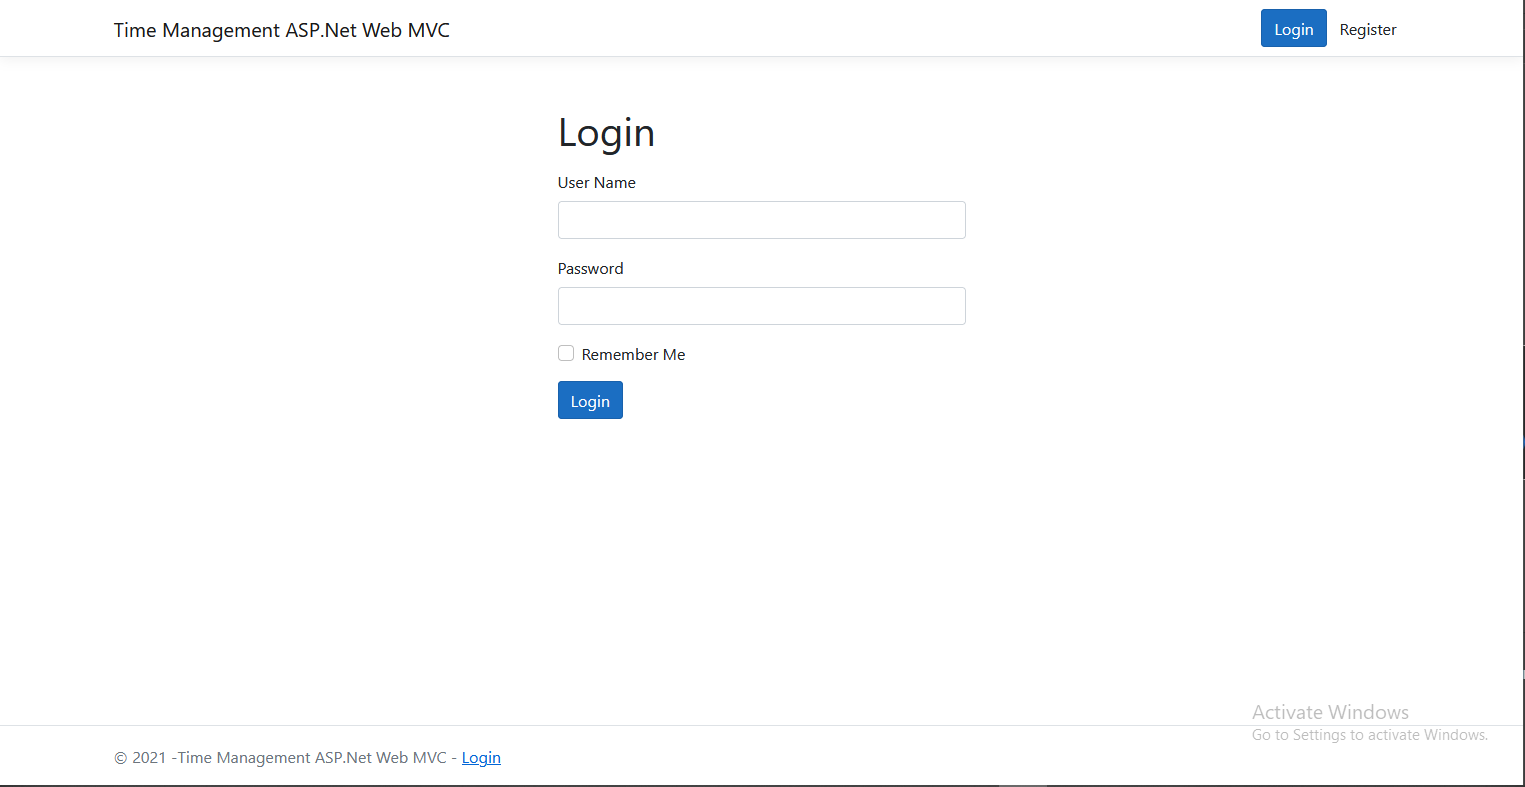 Time Management ASP.Net Web MVC
Login
Register
Login
User Name
Password
Remember Me
Login
Activate Windows
Go to Settings to activate Windows.
© 2021 -Time Management ASP.Net Web MVC - Login